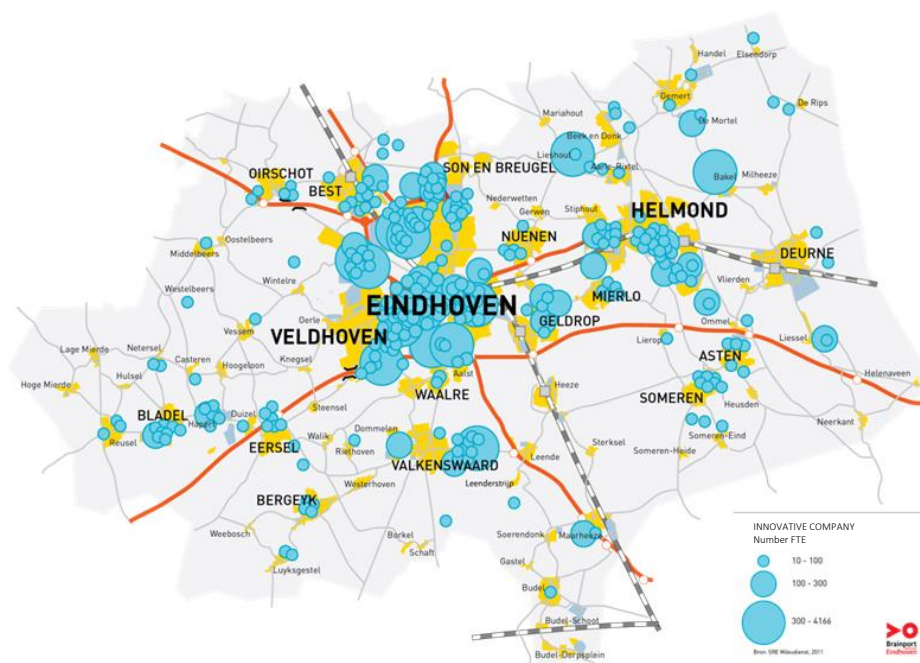 Handel
Elsendorp
Gemert
De Rips
Mariahout
Beek en Donk
De Mortel
Lieshout
SON EN BREUGEL
Aarle-Rixtel
OIRSCHOT
BEST
Bakel
Milheeze
Nederwetten
Gerwen
Stiphout
HELMOND
NUENEN
Oostelbeers
Middelbeers
DEURNE
Wintelre
Vlierden
Westelbeers
MIERLO
EINDHOVEN
Oerle
GELDROP
Vessem
VELDHOVEN
Ommel
Lierop
Liessel
Lage Mierde
Netersel
ASTEN
Casteren
Knegsel
Hulsel
Hoogeloon
Aalst
Helenaveen
Hoge Mierde
WAALRE
Heeze
SOMEREN
Heusden
Steensel
BLADEL
Duizel
Hapert
Neerkant
Dommelen
Reusel
Walik
Someren-Eind
EERSEL
Riethoven
Sterksel
Someren-Heide
Leende
VALKENSWAARD
Westerhoven
Leenderstrijp
BERGEYK
Weebosch
Borkel
Soerendonk
Maarheeze
Schaft
Gastel
Luyksgestel
Budel
Budel-Schoot
Budel-Dorpsplein
INNOVATIVE COMPANY
Number FTE
10 - 100
100 - 300
300 - 4166
Bron: SRE Milieudienst, 2011
Brainport
Eindhoven